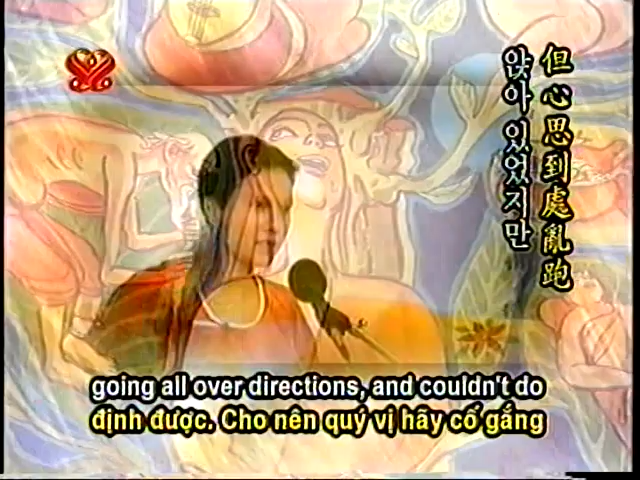 但心思到處亂跑
앉아 있었지만
going all over directions, and couldn't do
định được. Cho nên quý vị hãy cố gắng